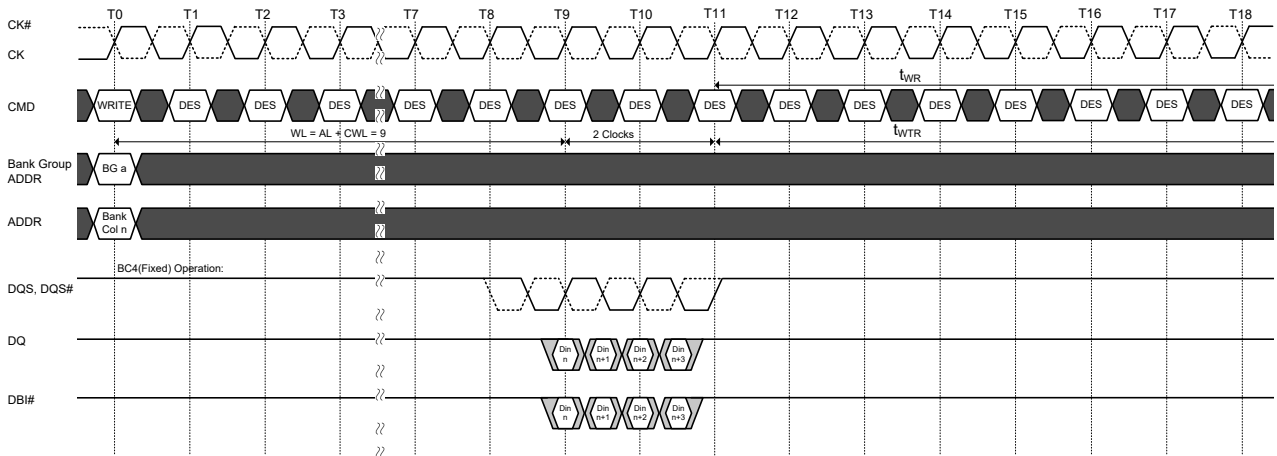 T0 T1 T2 T3 T7 T8 T9 T10 T11 T12 T13 T14 T15 T16 T17 T18
CK#
CK
tWR
CMD WRITE DES DES DES DES DES DES DES DES DES DES DES DES DES DES DES
WL = AL + CWL = 9 2 Clocks tWTR
Bank Group
ADDR
BG a
ADDR
Bank
Col n
BC4(Fixed) Operation:
DQS, DQS#
DQ
Din Din Din Din
n n+1 n+2 n+3
DBI#
Din Din Din Din
n n+1 n+2 n+3